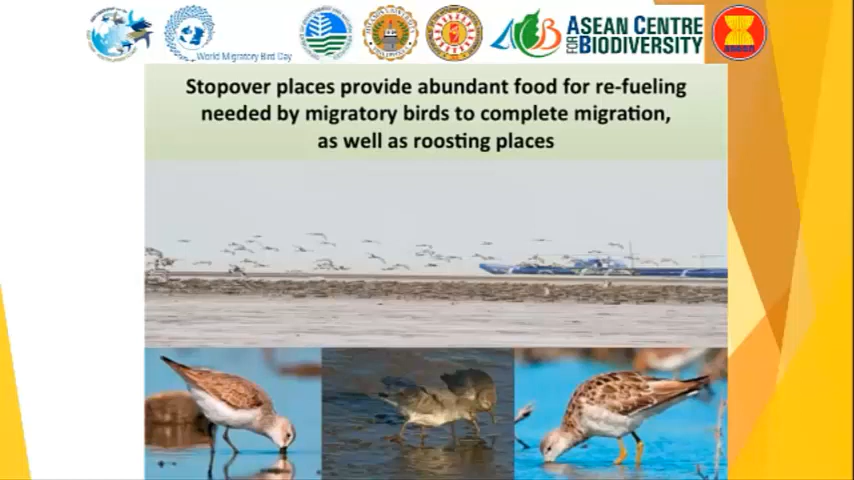 World Migratory Bird Day
ASEAN CENTRE
FOR BIODIVERSITY
asean
Stopover places provide abundant food for re-fueling
needed by migratory birds to complete migration,
as well as roosting places